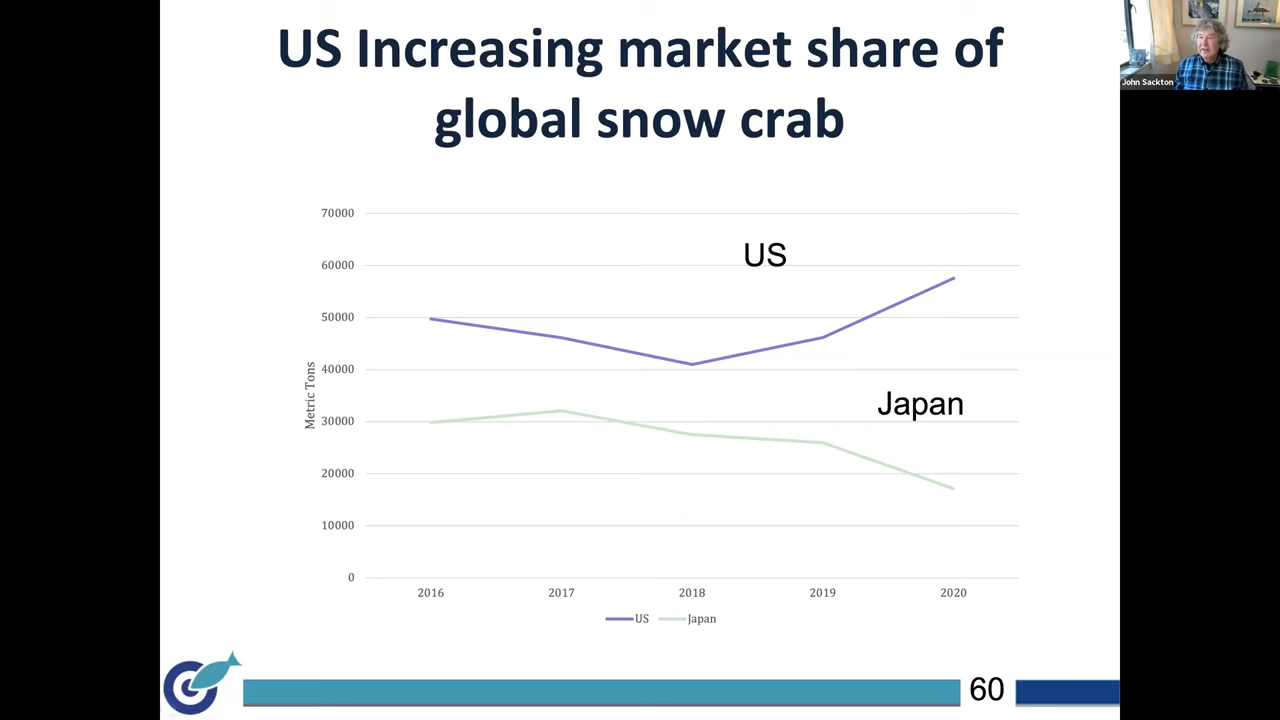 US Increasing market share of
global snow crab
John Sackton
70000
60000
50000
40000
30000
20000
10000
0
Metric Tons
US
Japan
2016 2017 2018 2019 2020
US Japan
60